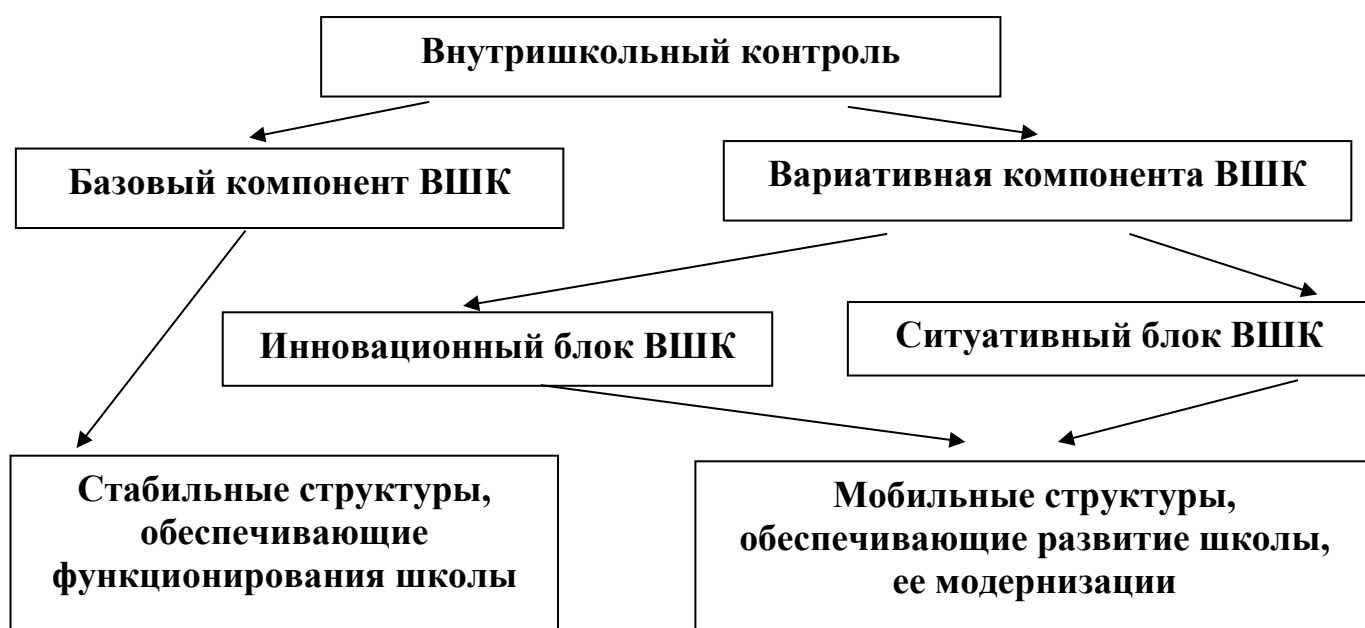 Внутришкольный контроль
Базовый компонент ВШК
Вариативная компонента ВШК
Инновационный блок ВШК
Ситуативный блок ВШК
Стабильные структуры,
обеспечивающие
функционирования школы
Мобильные структуры,
обеспечивающие развитие школы,
ее модернизации